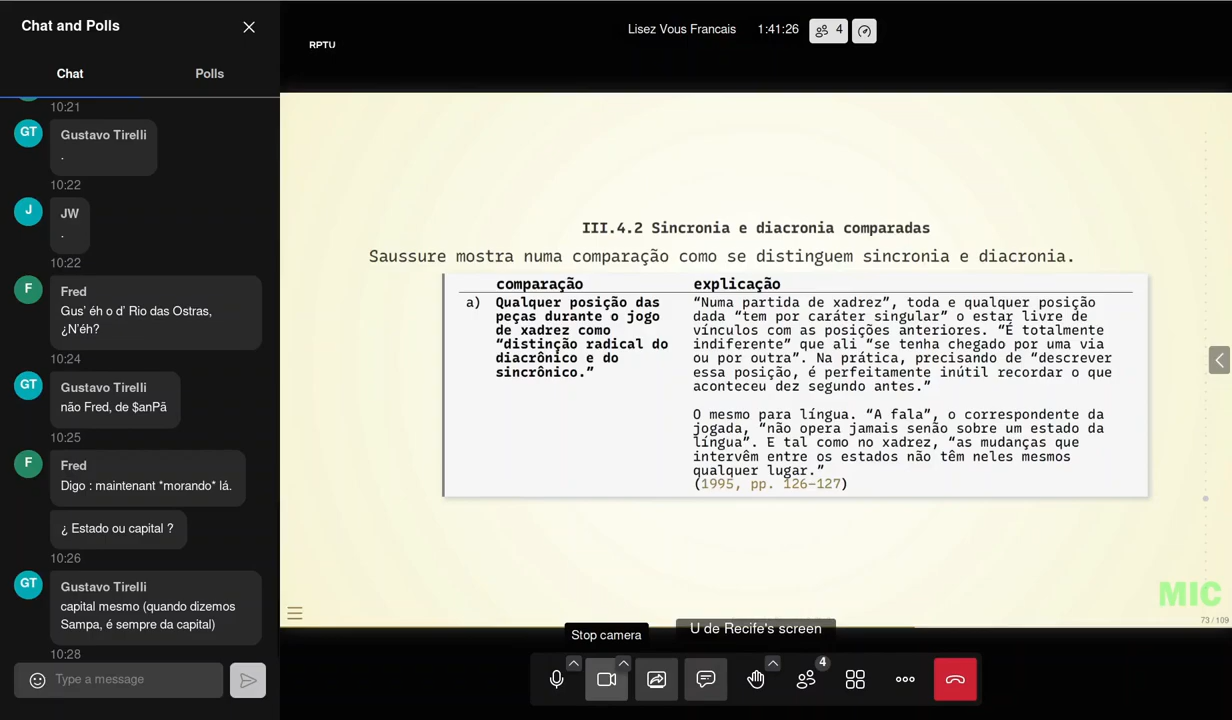 Chat and Polls
Chat
Polls
10:21
GT
Gustavo Tirelli
.
10:22
J
JW
.
10:22
F
Fred
Gus' éh o d' Rio das Ostras,
¿N'éh?
10:24
GT
Gustavo Tirelli
não Fred, de $anPã
10:25
F
Fred
Digo : maintenant *morando* lá.
¿ Estado ou capital ?
10:26
GT
Gustavo Tirelli
capital mesmo (quando dizemos
Sampa, é sempre da capital)
10:28
Type a message
RPTU
Lisez Vous Francais
1:41:26
4
III.4.2 Sincronia e diacronia comparadas
Saussure mostra numa comparação como se distinguem sincronia e diacronia.
comparação explicação
a) Qualquer posição das
peças durante o jogo
de xadrez como
“distinção radical do
diacrônico e do
sincrônico.”
“Numa partida de xadrez”, toda e qualquer posição
dada “tem por caráter singular” o estar livre de
vínculos com as posições anteriores. “É totalmente
indiferente” que ali “se tenha chegado por uma via
ou por outra”. Na prática, precisando de “descrever
essa posição, é perfeitamente inútil recordar o que
aconteceu dez segundo antes.”
O mesmo para língua. “A fala”, o correspondente da
jogada, “não opera jamais senão sobre um estado da
língua”. E tal como no xadrez, “as mudanças que
intervêm entre os estados não têm neles mesmos
qualquer lugar.”
(1995, pp. 126–127)
MIC
73 / 109
Stop camera
U de Recife's screen
4